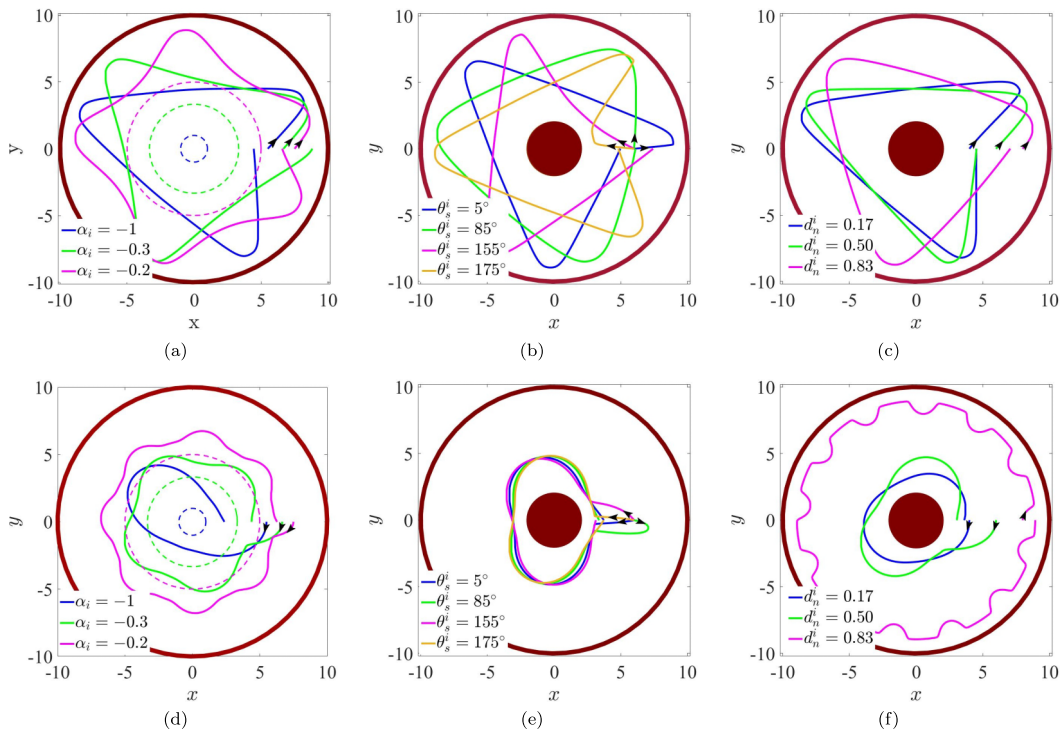 10
5
0
-5
-10
-10
-5
0
5
10
y
x
α_i = −1
α_i = −0.3
α_i = −0.2
(a)
10
5
0
-5
-10
-10
-5
0
5
10
y
x
θ_s^i = 5°
θ_s^i = 85°
θ_s^i = 155°
θ_s^i = 175°
(b)
10
5
0
-5
-10
-10
-5
0
5
10
y
x
d_n^i = 0.17
d_n^i = 0.50
d_n^i = 0.83
(c)
10
5
0
-5
-10
-10
-5
0
5
10
y
x
α_i = −1
α_i = −0.3
α_i = −0.2
(d)
10
5
0
-5
-10
-10
-5
0
5
10
y
x
θ_s^i = 5°
θ_s^i = 85°
θ_s^i = 155°
θ_s^i = 175°
(e)
10
5
0
-5
-10
-10
-5
0
5
10
y
x
d_n^i = 0.17
d_n^i = 0.50
d_n^i = 0.83
(f)